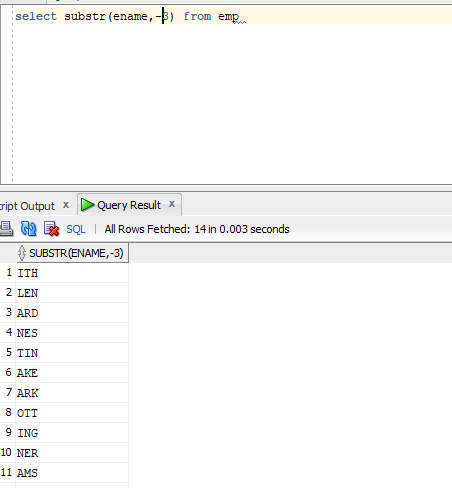 select substr(ename,-3) from emp
ript Output x Query Result x
SQL | All Rows Fetched: 14 in 0.003 seconds
SUBSTR(ENAME,-3)
1 ITH
2 LEN
3 ARD
4 NES
5 TIN
6 AKE
7 ARK
8 OTT
9 ING
10 NER
11 AMS